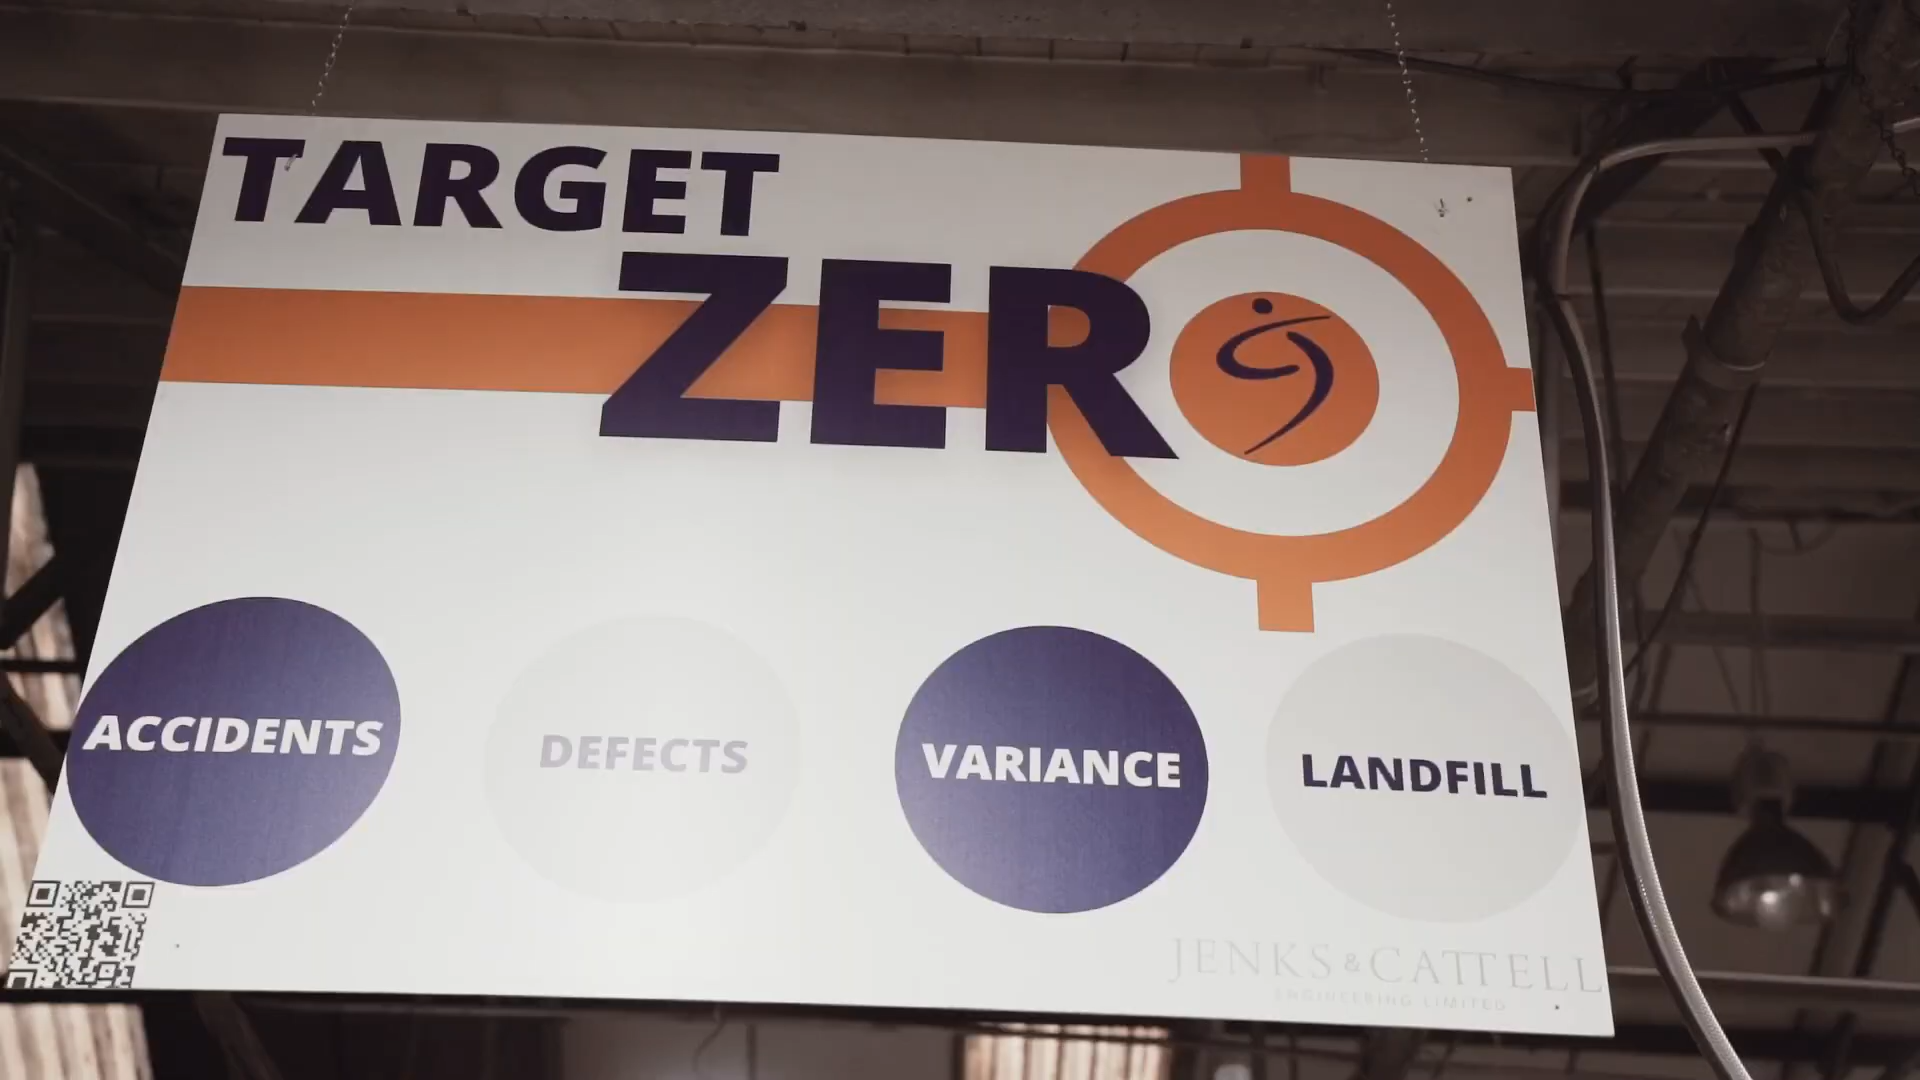 TARGET
ZERO
ACCIDENTS
DEFECTS
VARIANCE
LANDFILL
JENKS & CATTELL
ENGINEERING LIMITED